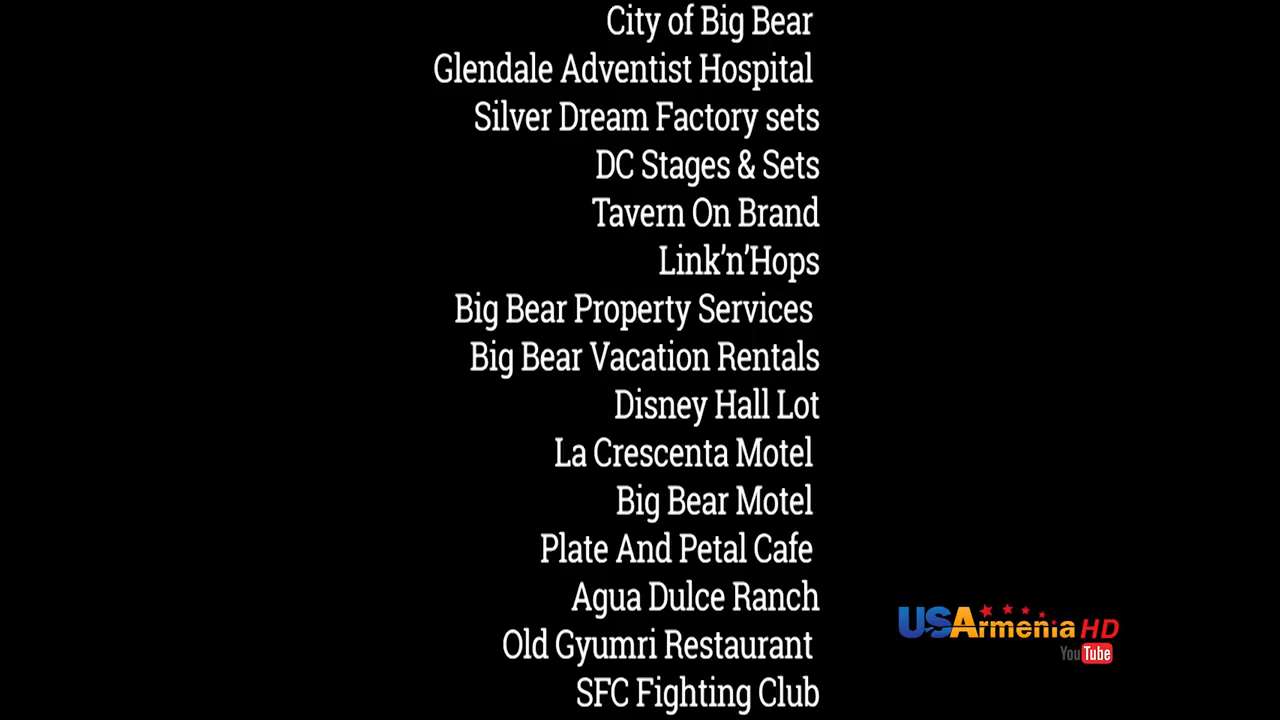 City of Big Bear
Glendale Adventist Hospital
Silver Dream Factory sets
DC Stages & Sets
Tavern On Brand
Link’n’Hops
Big Bear Property Services
Big Bear Vacation Rentals
Disney Hall Lot
La Crescenta Motel
Big Bear Motel
Plate And Petal Cafe
Agua Dulce Ranch
Old Gyumri Restaurant
SFC Fighting Club
USArmenia HD
YouTube